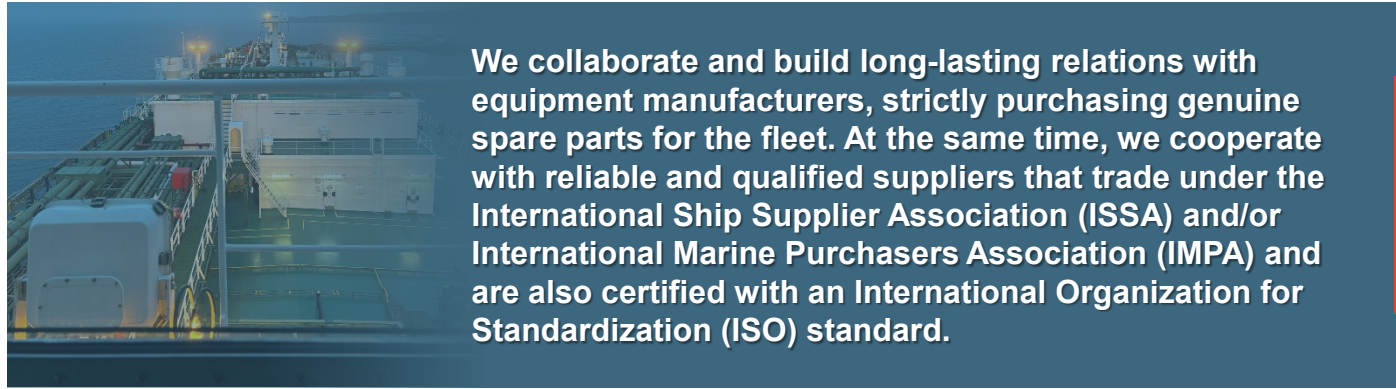 We collaborate and build long-lasting relations with
equipment manufacturers, strictly purchasing genuine
spare parts for the fleet. At the same time, we cooperate
with reliable and qualified suppliers that trade under the
International Ship Supplier Association (ISSA) and/or
International Marine Purchasers Association (IMPA) and
are also certified with an International Organization for
Standardization (ISO) standard.